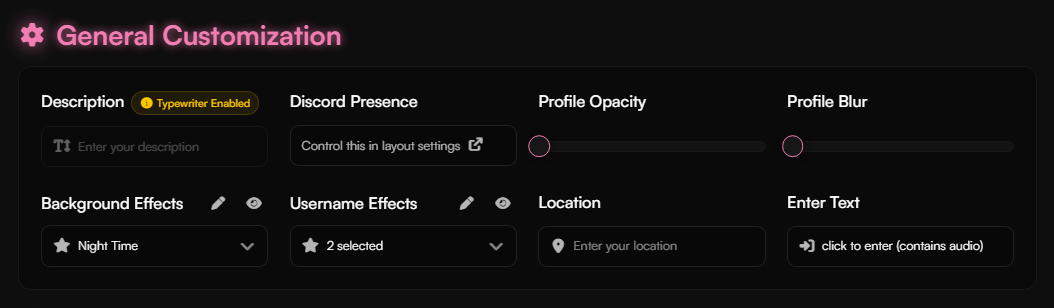 General Customization
Description Typewriter Enabled Discord Presence Profile Opacity Profile Blur
Enter your description Control this in layout settings
Background Effects Username Effects Location Enter Text
Night Time 2 selected Enter your location click to enter (contains audio)